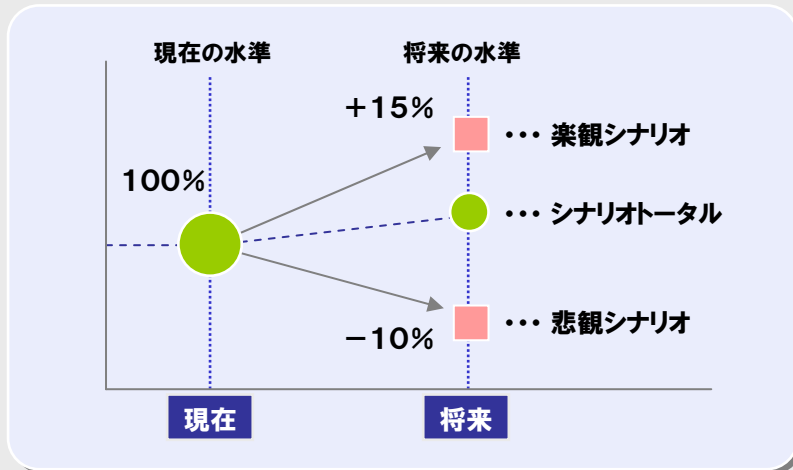 現在の水準
将来の水準
+15%
… 楽観シナリオ
100%
… シナリオトータル
… 悲観シナリオ
−10%
現在
将来